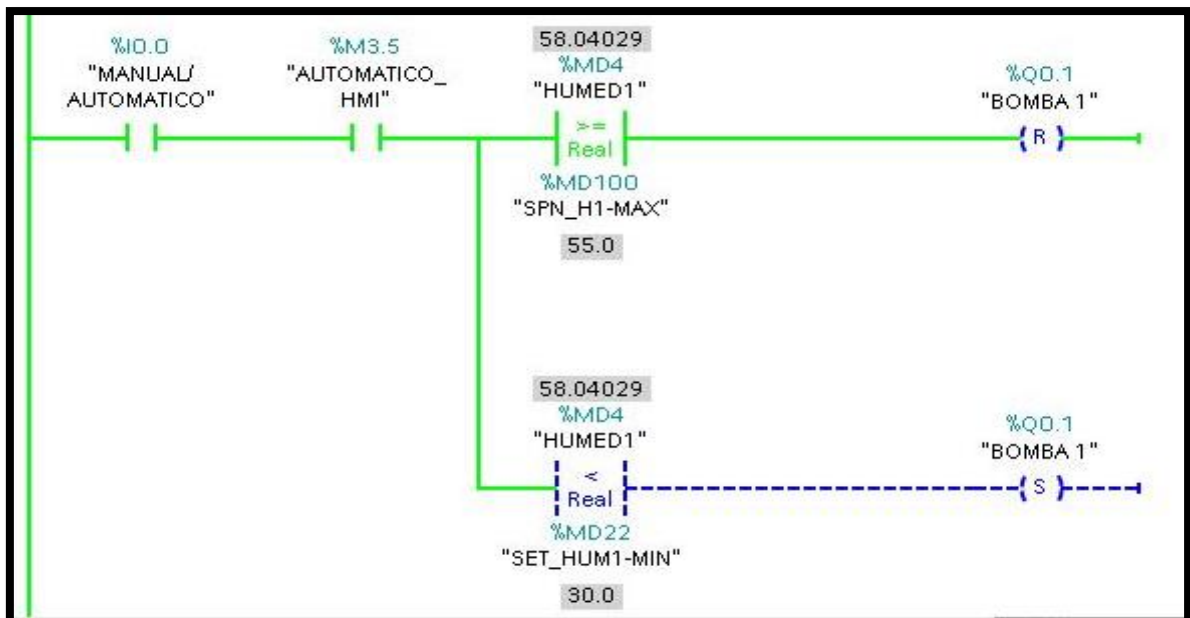 %I0.0
"MANUAL/
AUTOMATICO"
%M3.5
"AUTOMATICO_
HMI"
58.04029
%MD4
"HUMED1"
>=
Real
%MD100
"SPN_H1-MAX"
55.0
%Q0.1
"BOMBA 1"
R
58.04029
%MD4
"HUMED1"
<
Real
%MD22
"SET_HUM1-MIN"
30.0
%Q0.1
"BOMBA 1"
S